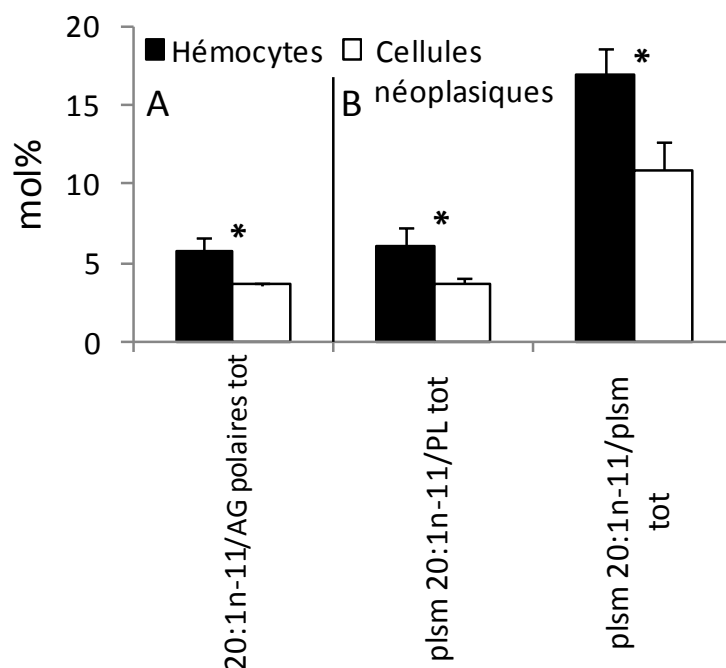 20
15
10
5
0
mol%
Hémocytes
Cellules
néoplasiques
A
B
*
*
*
20:1n-11/AG polaires tot
plsm 20:1n-11/PL tot
plsm 20:1n-11/plsm
tot